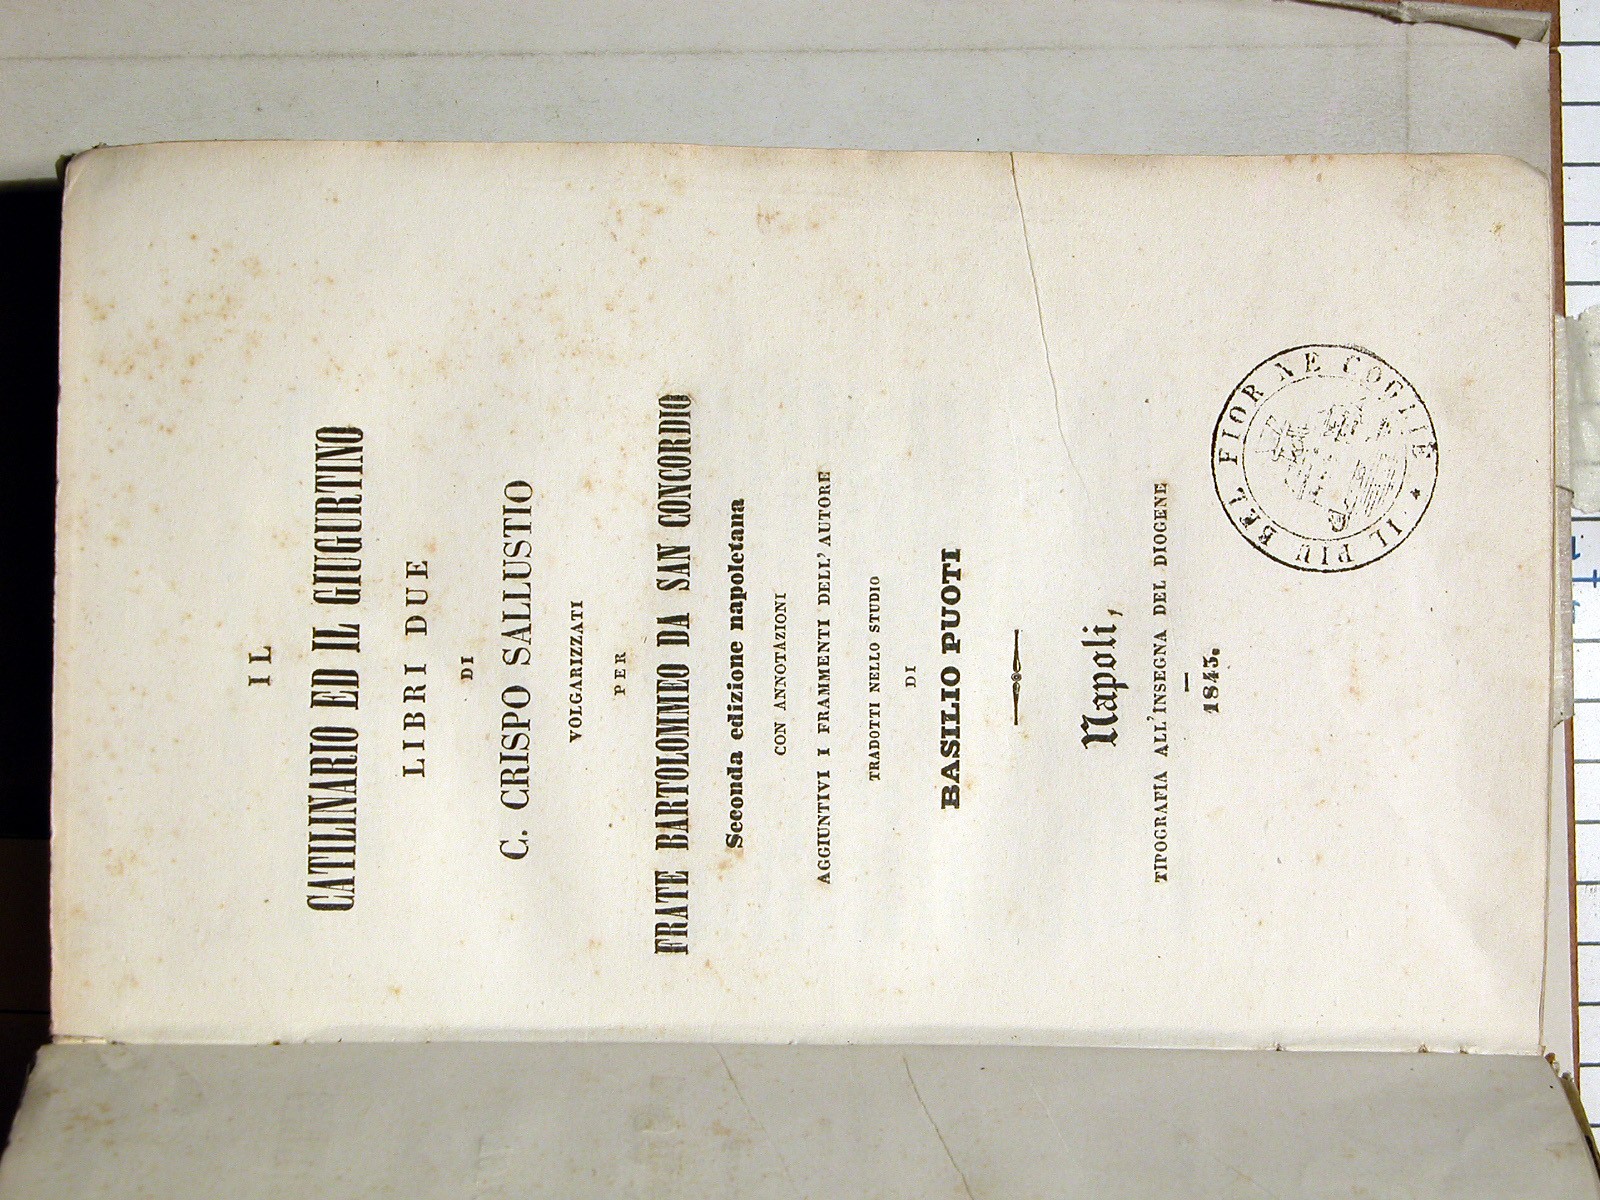 IL
CATILINARIO ED IL GIUGURTINO
LIBRI DUE
DI
C. CRISPO SALLUSTIO
VOLGARIZZATI
PER
FRATE BARTOLOMMEO DA SAN CONCORDIO
Seconda edizione napoletana
CON ANNOTAZIONI
AGGIUNTIVI I FRAMMENTI DELL' AUTORE
TRADOTTI NELLO STUDIO
DI
BASILIO PUOTI
Napoli,
TIPOGRAFIA ALL'INSEGNA DEL DIOGENE
1843.
IL PIU BEL FIOR NE COGLIE